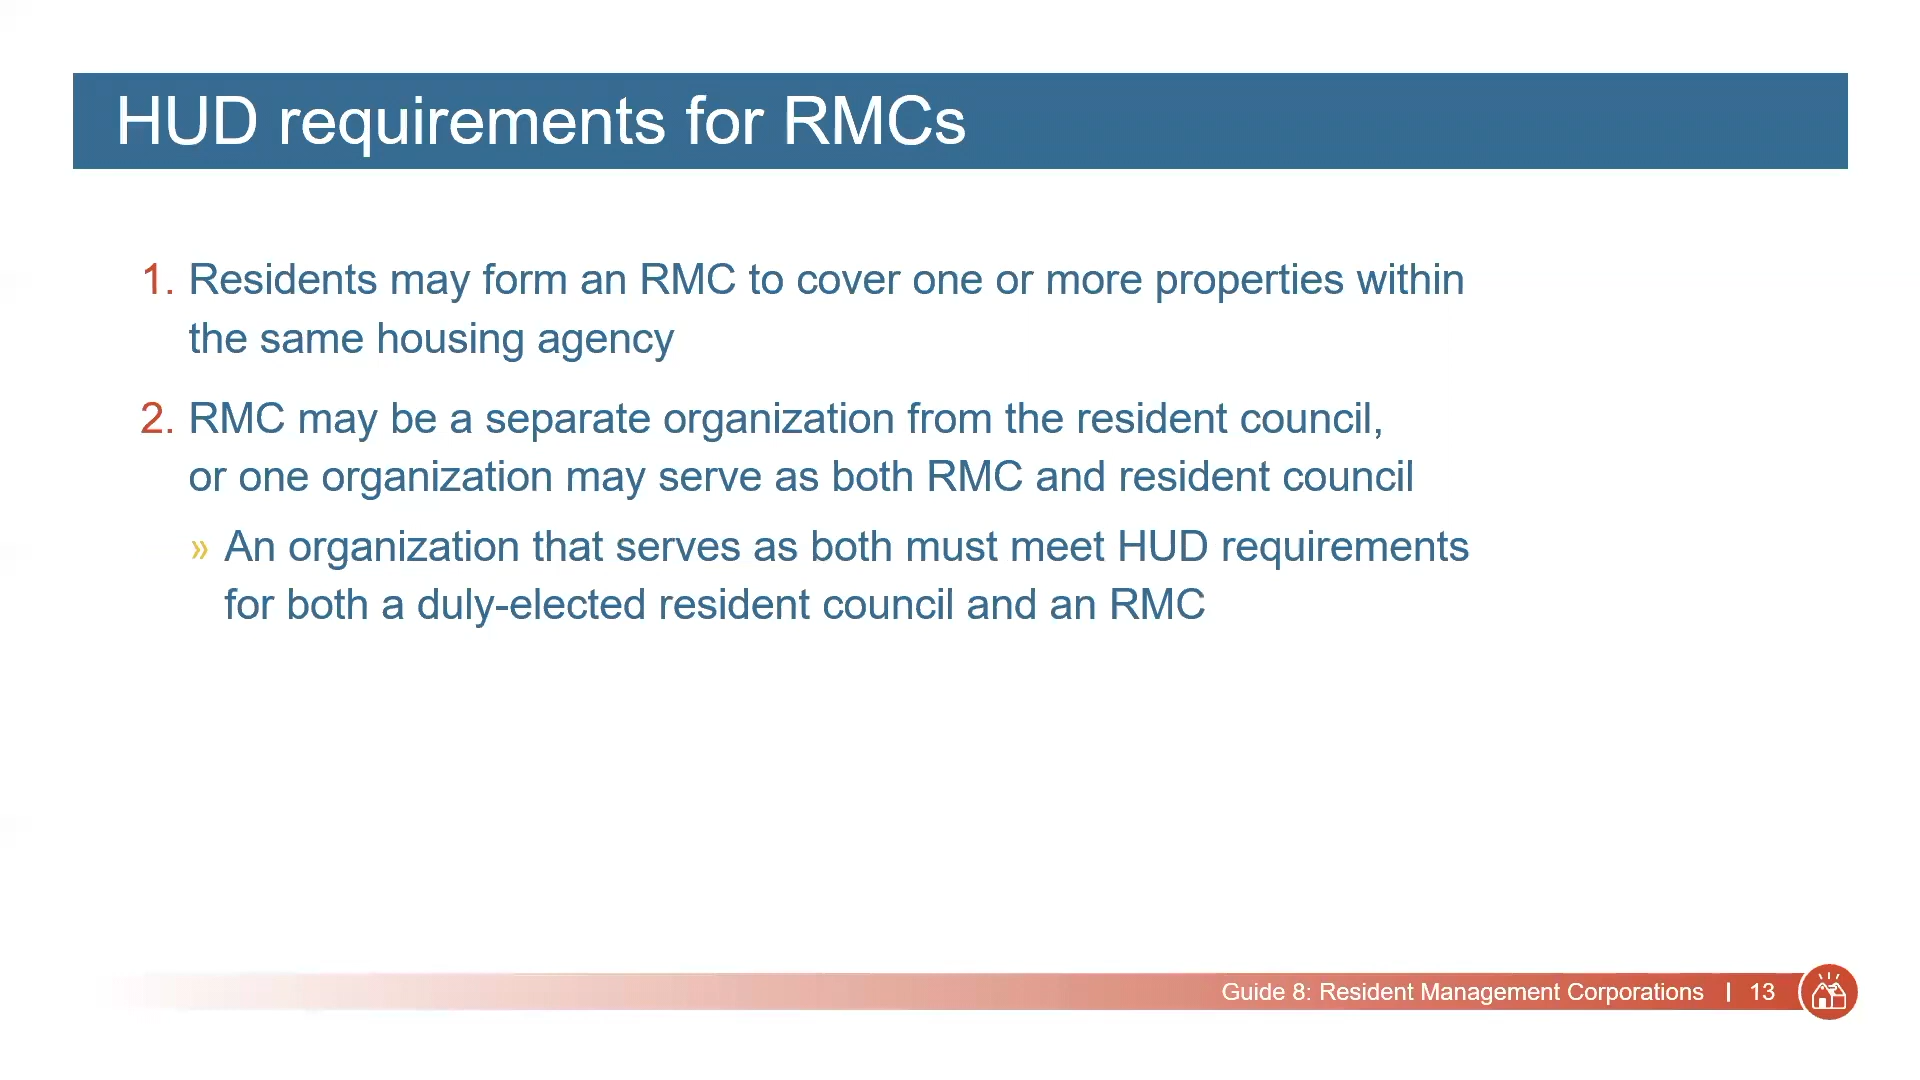 HUD requirements for RMCs
1. Residents may form an RMC to cover one or more properties within
the same housing agency
2. RMC may be a separate organization from the resident council,
or one organization may serve as both RMC and resident council
» An organization that serves as both must meet HUD requirements
for both a duly-elected resident council and an RMC
Guide 8: Resident Management Corporations | 13